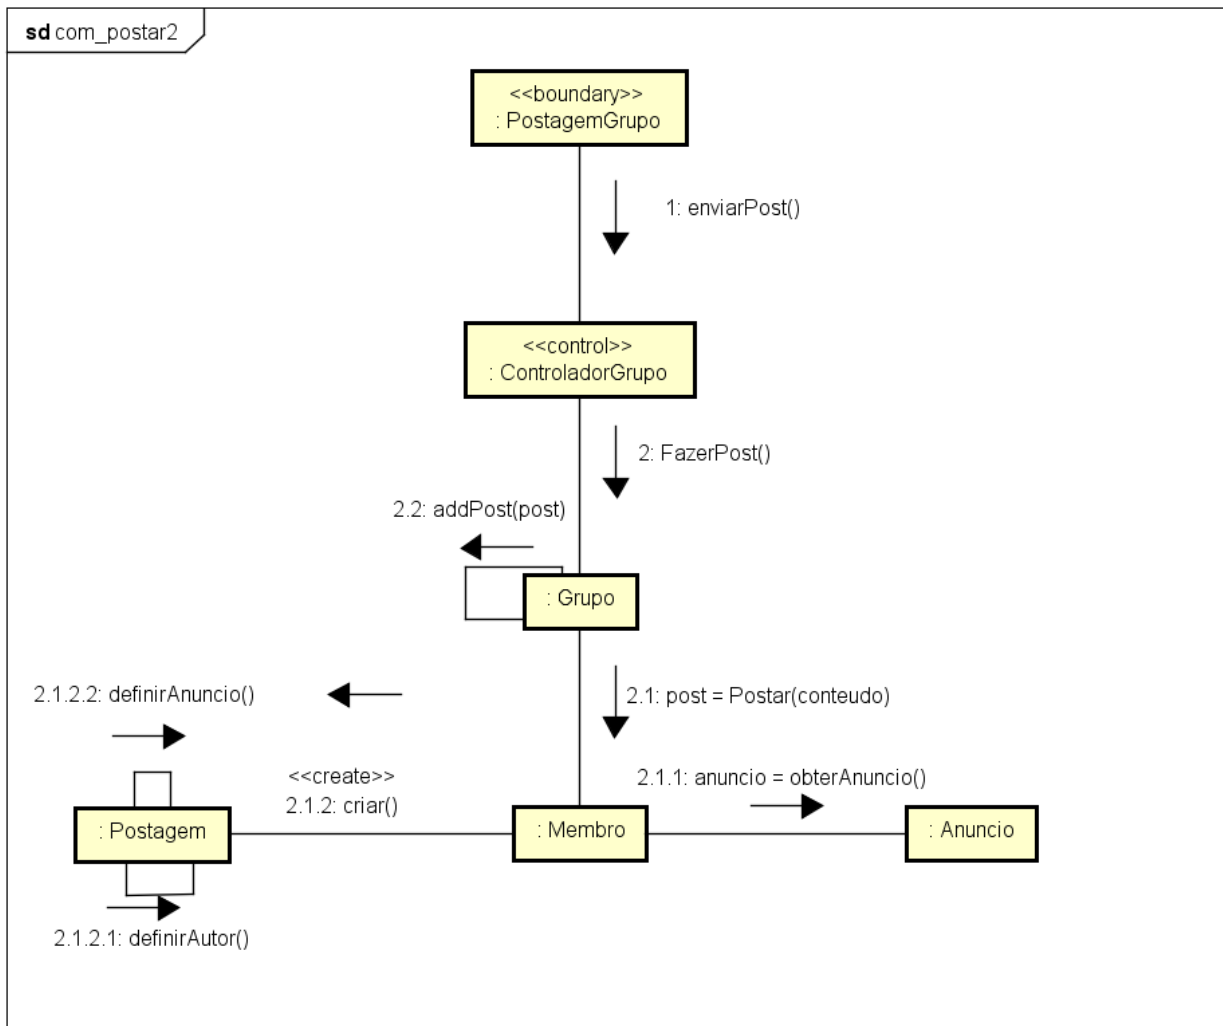 sd com_postar2
<<boundary>>
: PostagemGrupo
1: enviarPost()
<<control>>
: ControladorGrupo
2: FazerPost()
2.2: addPost(post)
: Grupo
2.1.2.2: definirAnuncio()
2.1: post = Postar(conteudo)
<<create>>
2.1.2: criar()
2.1.1: anuncio = obterAnuncio()
: Postagem
: Membro
: Anuncio
2.1.2.1: definirAutor()